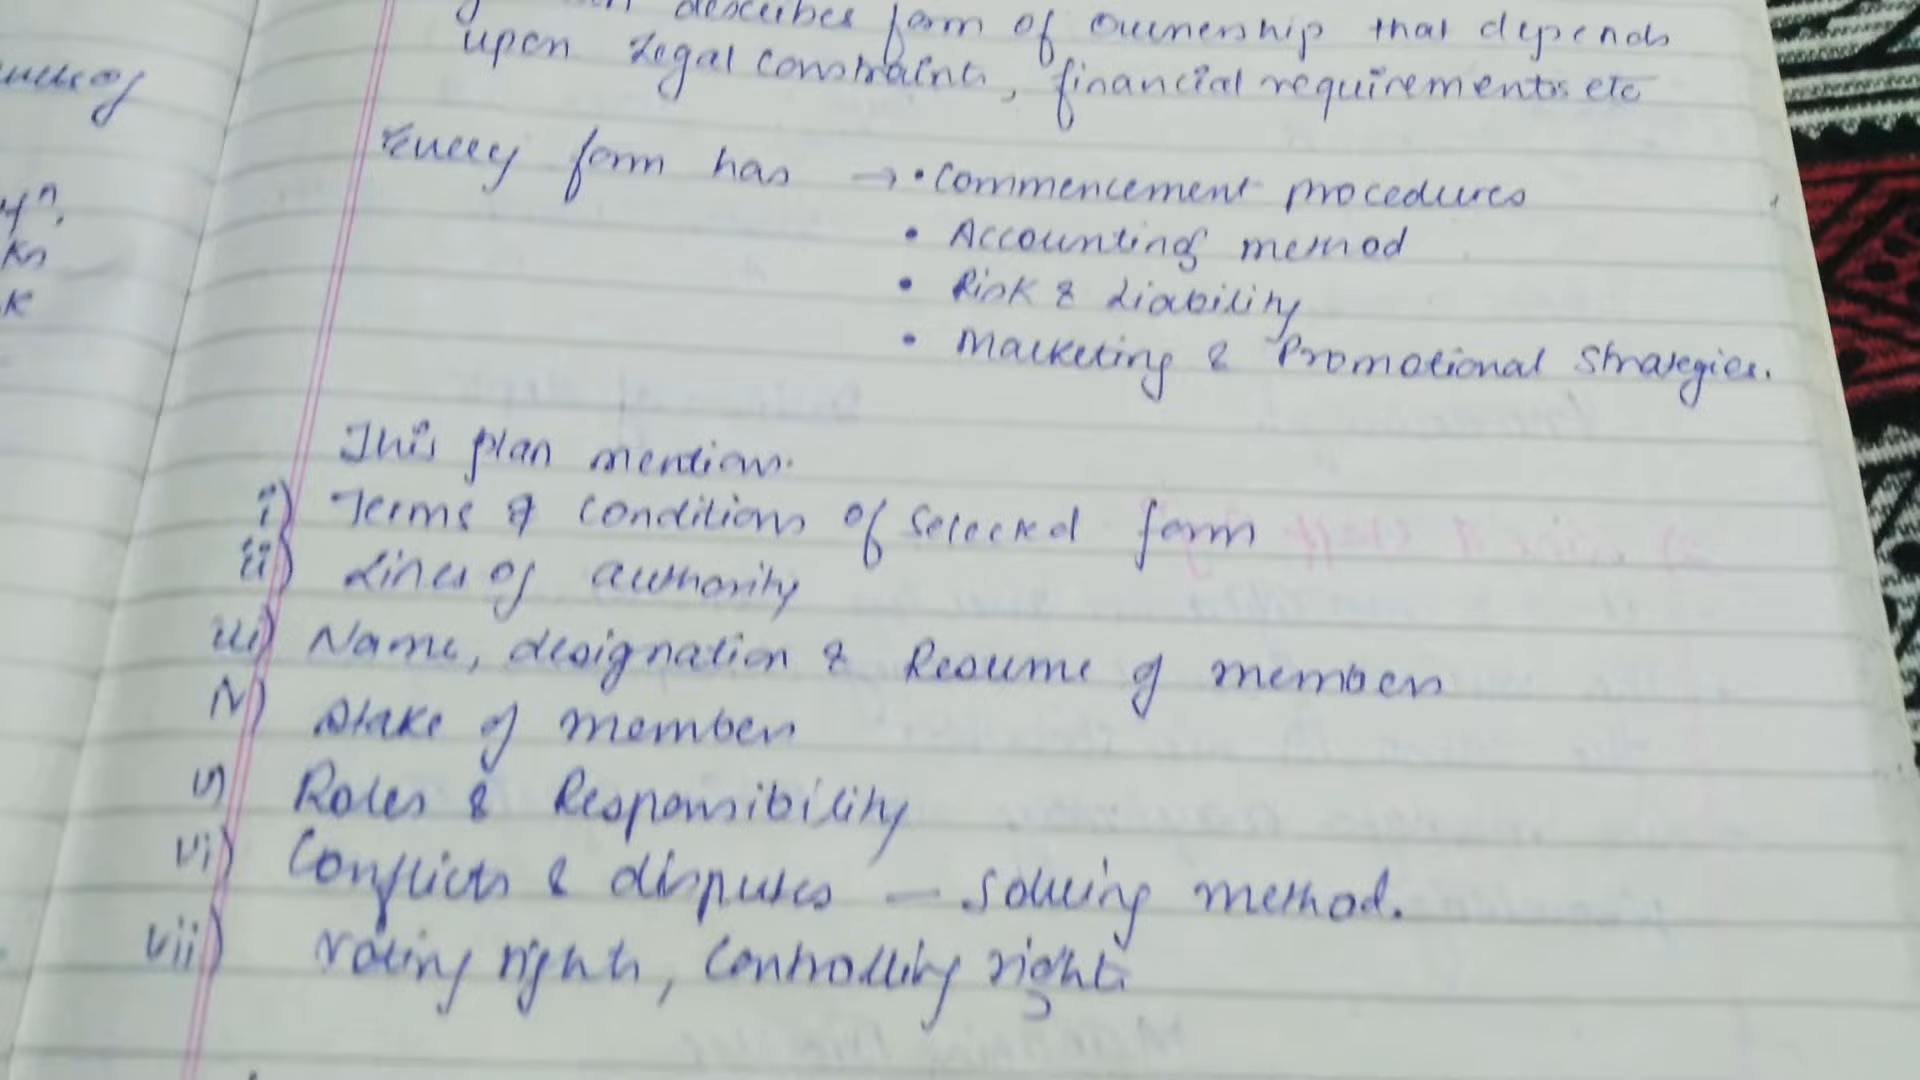 describes form of ownership that depends
upon Legal constraints, financial requirements etc
Every form has → • Commencement procedures
• Accounting method
• Risk & Liability
• Marketing & Promotional Strategies.
This plan mentions.
i) Terms & conditions of selected form
ii) Lines of authority
iii) Name, designation & Resume of members
iv) Stake of members
v) Roles & Responsibility
vi) Conflicts & disputes – solving method.
vii) voting rights, controlling rights